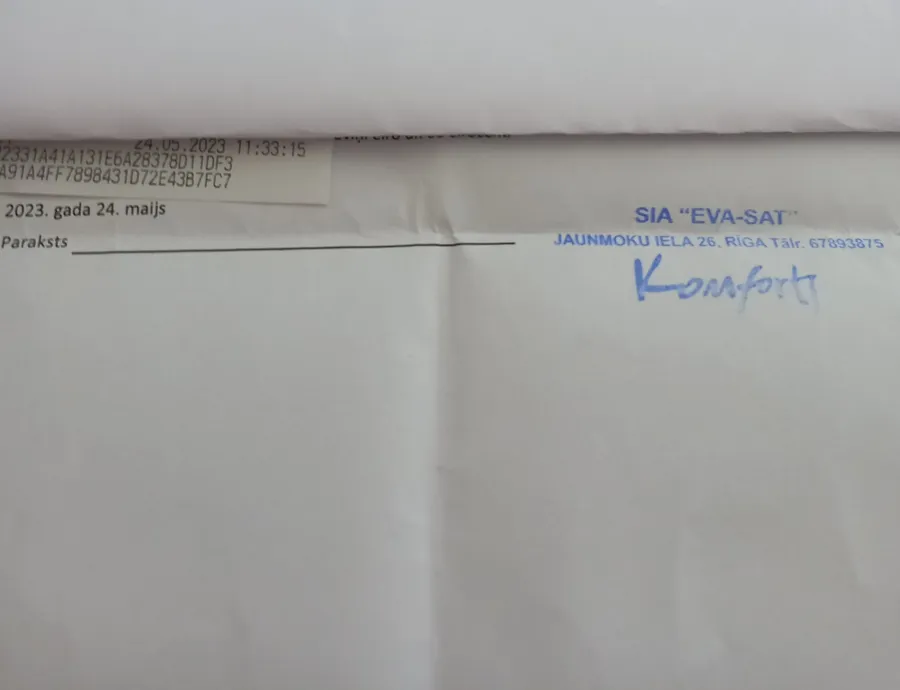 24.05.2023 11:33:15
2331A41A131E6A28378D11DF3
A91A4FF7898431D72E43B7FC7
2023. gada 24. maijs
Paraksts
SIA "EVA-SAT"
JAUNMOKU IELA 26, RĪGA Tālr. 67893875
Komforts